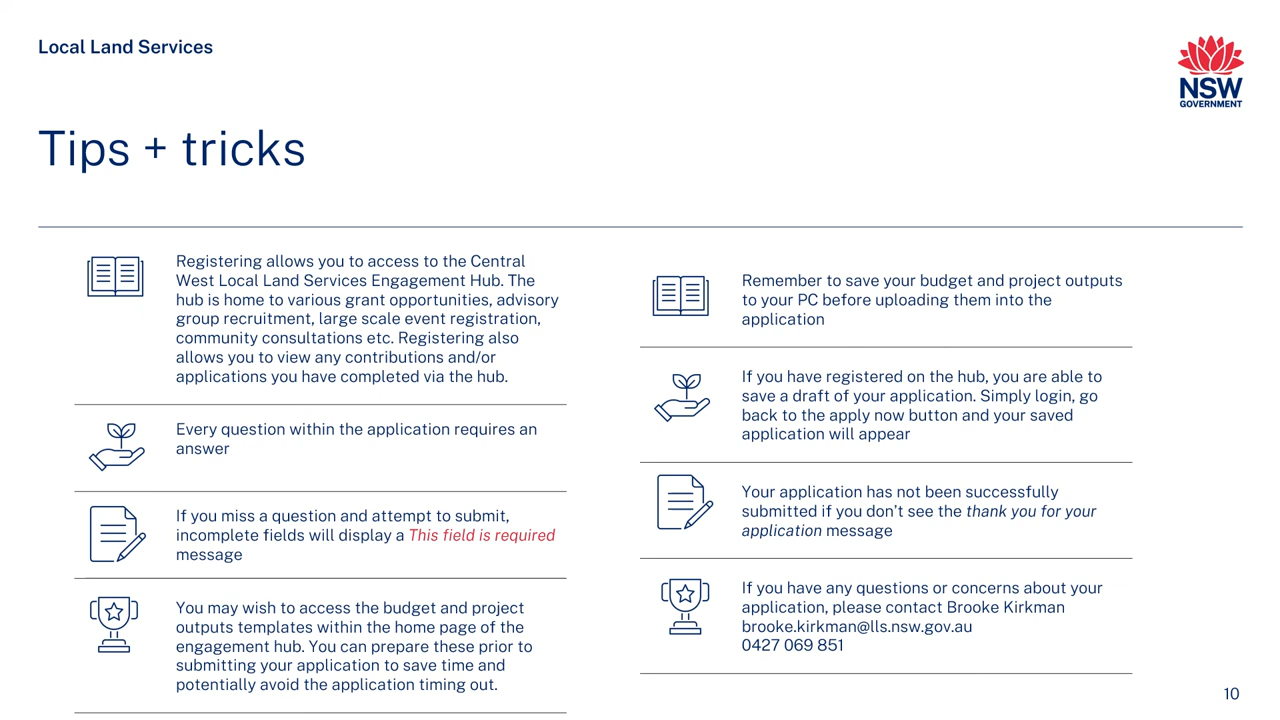 Local Land Services
NSW
GOVERNMENT
Tips + tricks
Registering allows you to access to the Central
West Local Land Services Engagement Hub. The
hub is home to various grant opportunities, advisory
group recruitment, large scale event registration,
community consultations etc. Registering also
allows you to view any contributions and/or
applications you have completed via the hub.
Every question within the application requires an
answer
If you miss a question and attempt to submit,
incomplete fields will display a This field is required
message
You may wish to access the budget and project
outputs templates within the home page of the
engagement hub. You can prepare these prior to
submitting your application to save time and
potentially avoid the application timing out.
Remember to save your budget and project outputs
to your PC before uploading them into the
application
If you have registered on the hub, you are able to
save a draft of your application. Simply login, go
back to the apply now button and your saved
application will appear
Your application has not been successfully
submitted if you don’t see the thank you for your
application message
If you have any questions or concerns about your
application, please contact Brooke Kirkman
brooke.kirkman@lls.nsw.gov.au
0427 069 851
10